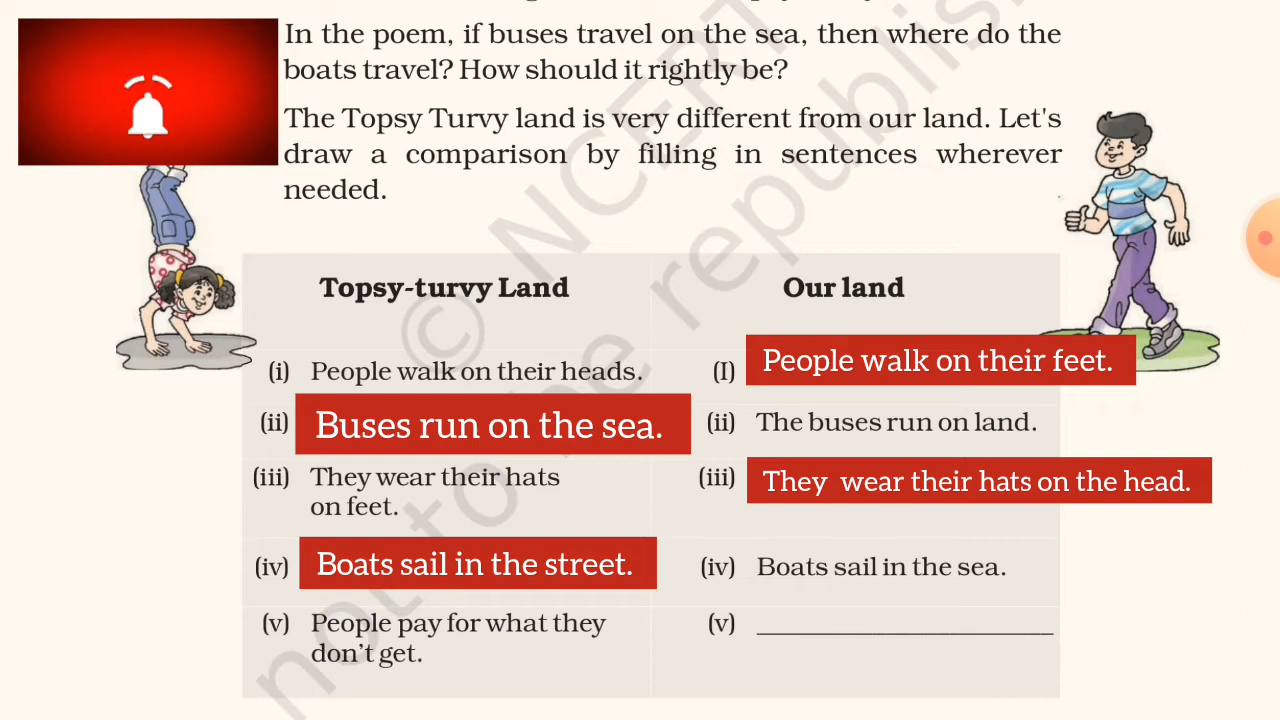 In the poem, if buses travel on the sea, then where do the
boats travel? How should it rightly be?
The Topsy Turvy land is very different from our land. Let's
draw a comparison by filling in sentences wherever
needed.
Topsy-turvy Land
Our land
(i) People walk on their heads.
(I) People walk on their feet.
(ii) Buses run on the sea.
(ii) The buses run on land.
(iii) They wear their hats
on feet.
(iii) They wear their hats on the head.
(iv) Boats sail in the street.
(iv) Boats sail in the sea.
(v) People pay for what they
don't get.
(v) ______________________
© NCERT
not to be republis